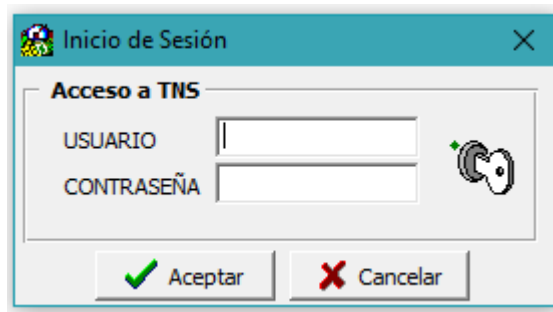 Inicio de Sesión
Acceso a TNS
USUARIO
CONTRASEÑA
Aceptar Cancelar